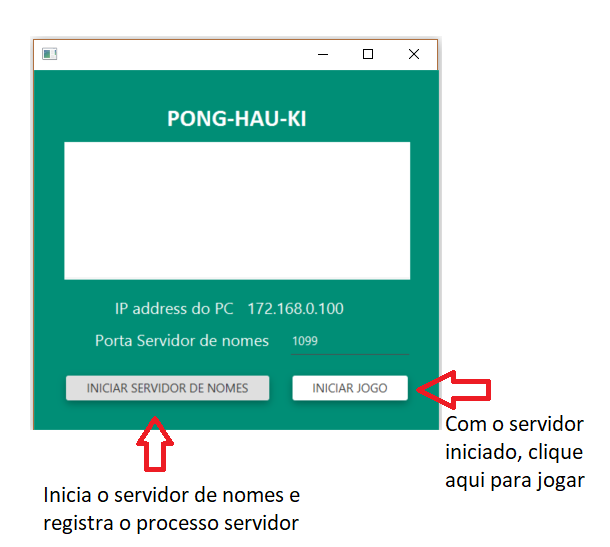 PONG-HAU-KI
IP address do PC 172.168.0.100
Porta Servidor de nomes 1099
INICIAR SERVIDOR DE NOMES INICIAR JOGO
Com o servidor
iniciado, clique
aqui para jogar
Inicia o servidor de nomes e
registra o processo servidor